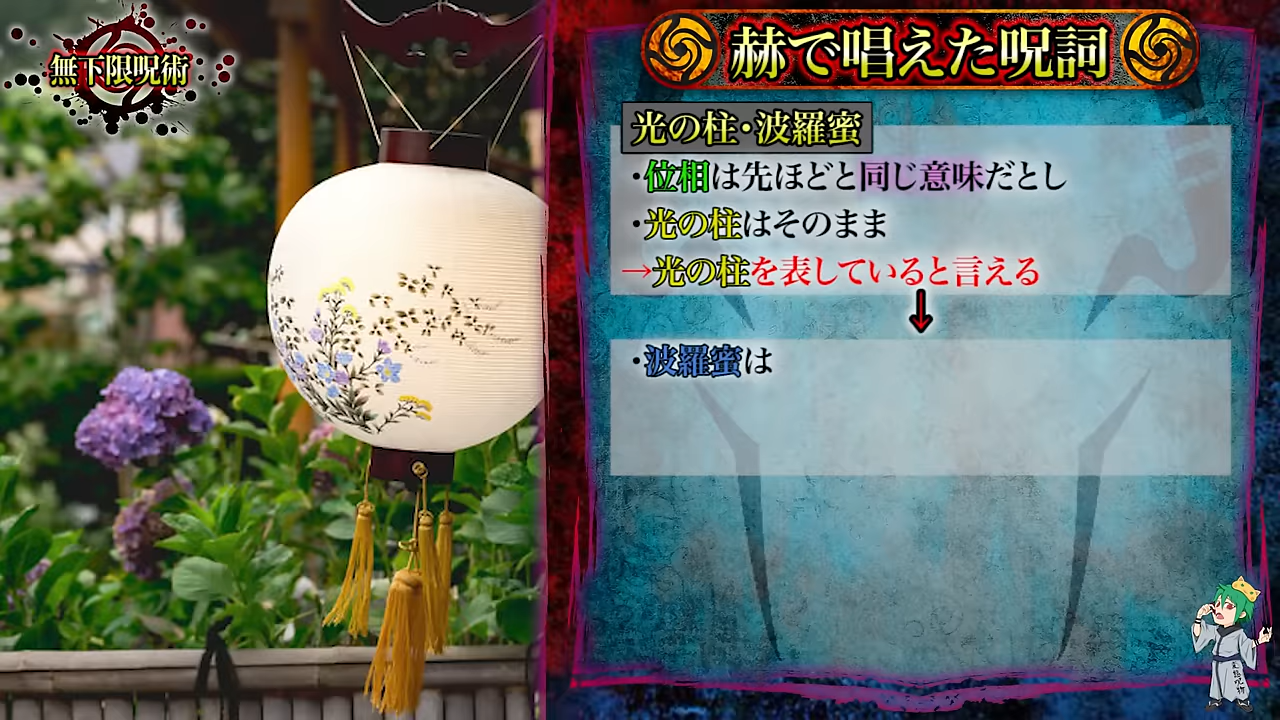 無下限呪術
赫で唱えた呪詞
光の柱・波羅蜜
・位相は先ほどと同じ意味だとし
・光の柱はそのまま
→光の柱を表していると言える
↓
・波羅蜜は